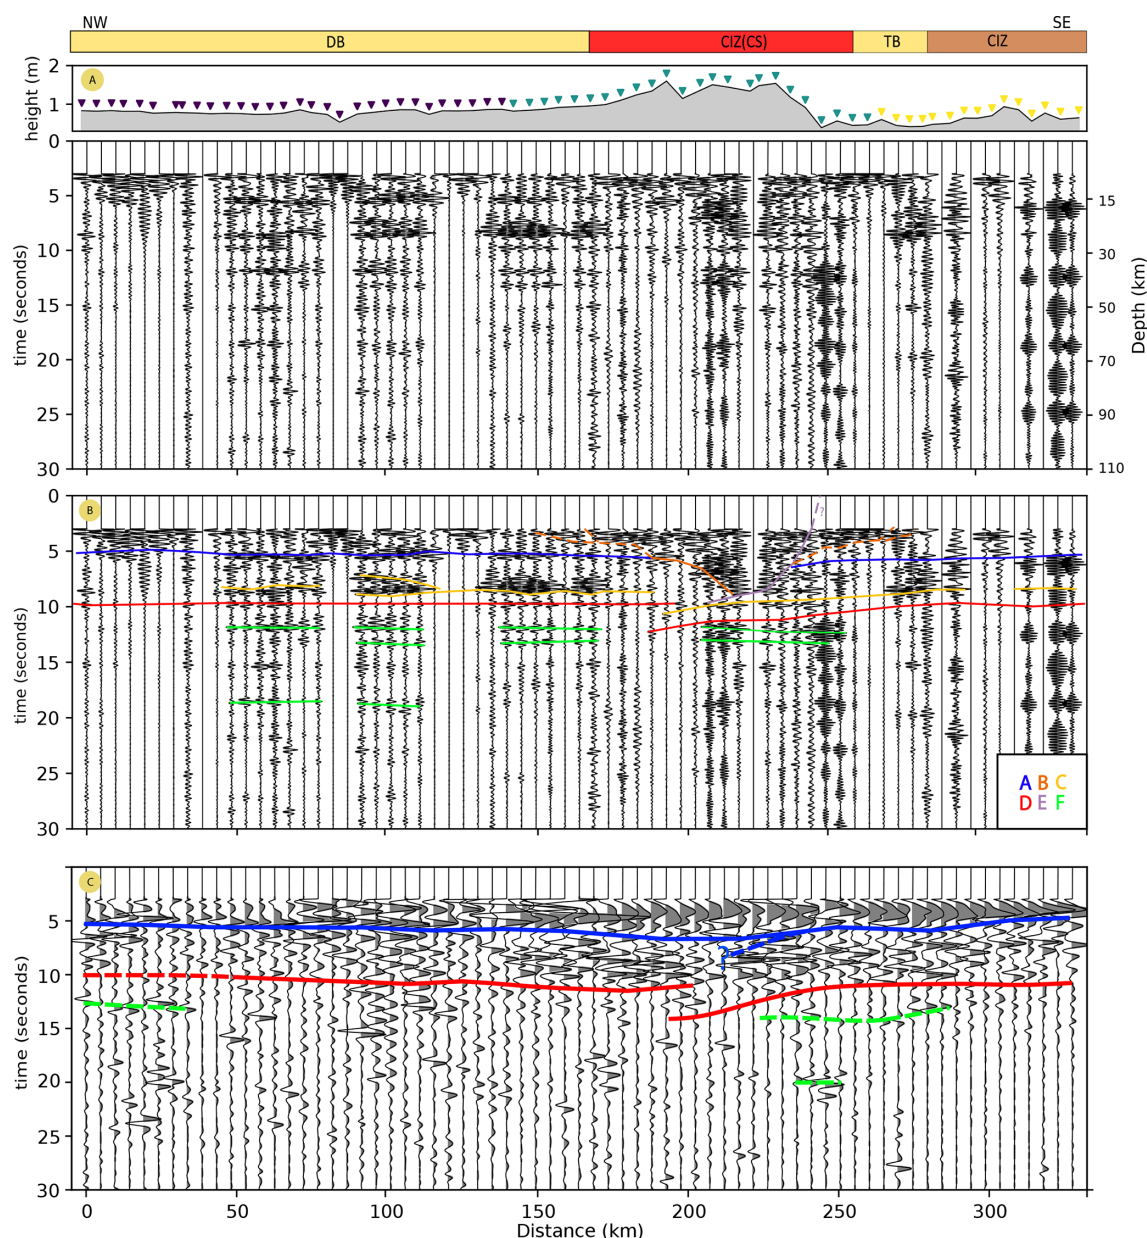 NW SE
DB CIZ(CS) TB CIZ
A
height (m)
2
1
0
0
5
10
15
20
25
30
time (seconds)
15
30
50
70
90
110
Depth (km)
B
?
0
5
10
15
20
25
30
time (seconds)
A B C
D E F
C
?
5
10
15
20
25
30
time (seconds)
0 50 100 150 200 250 300
Distance (km)